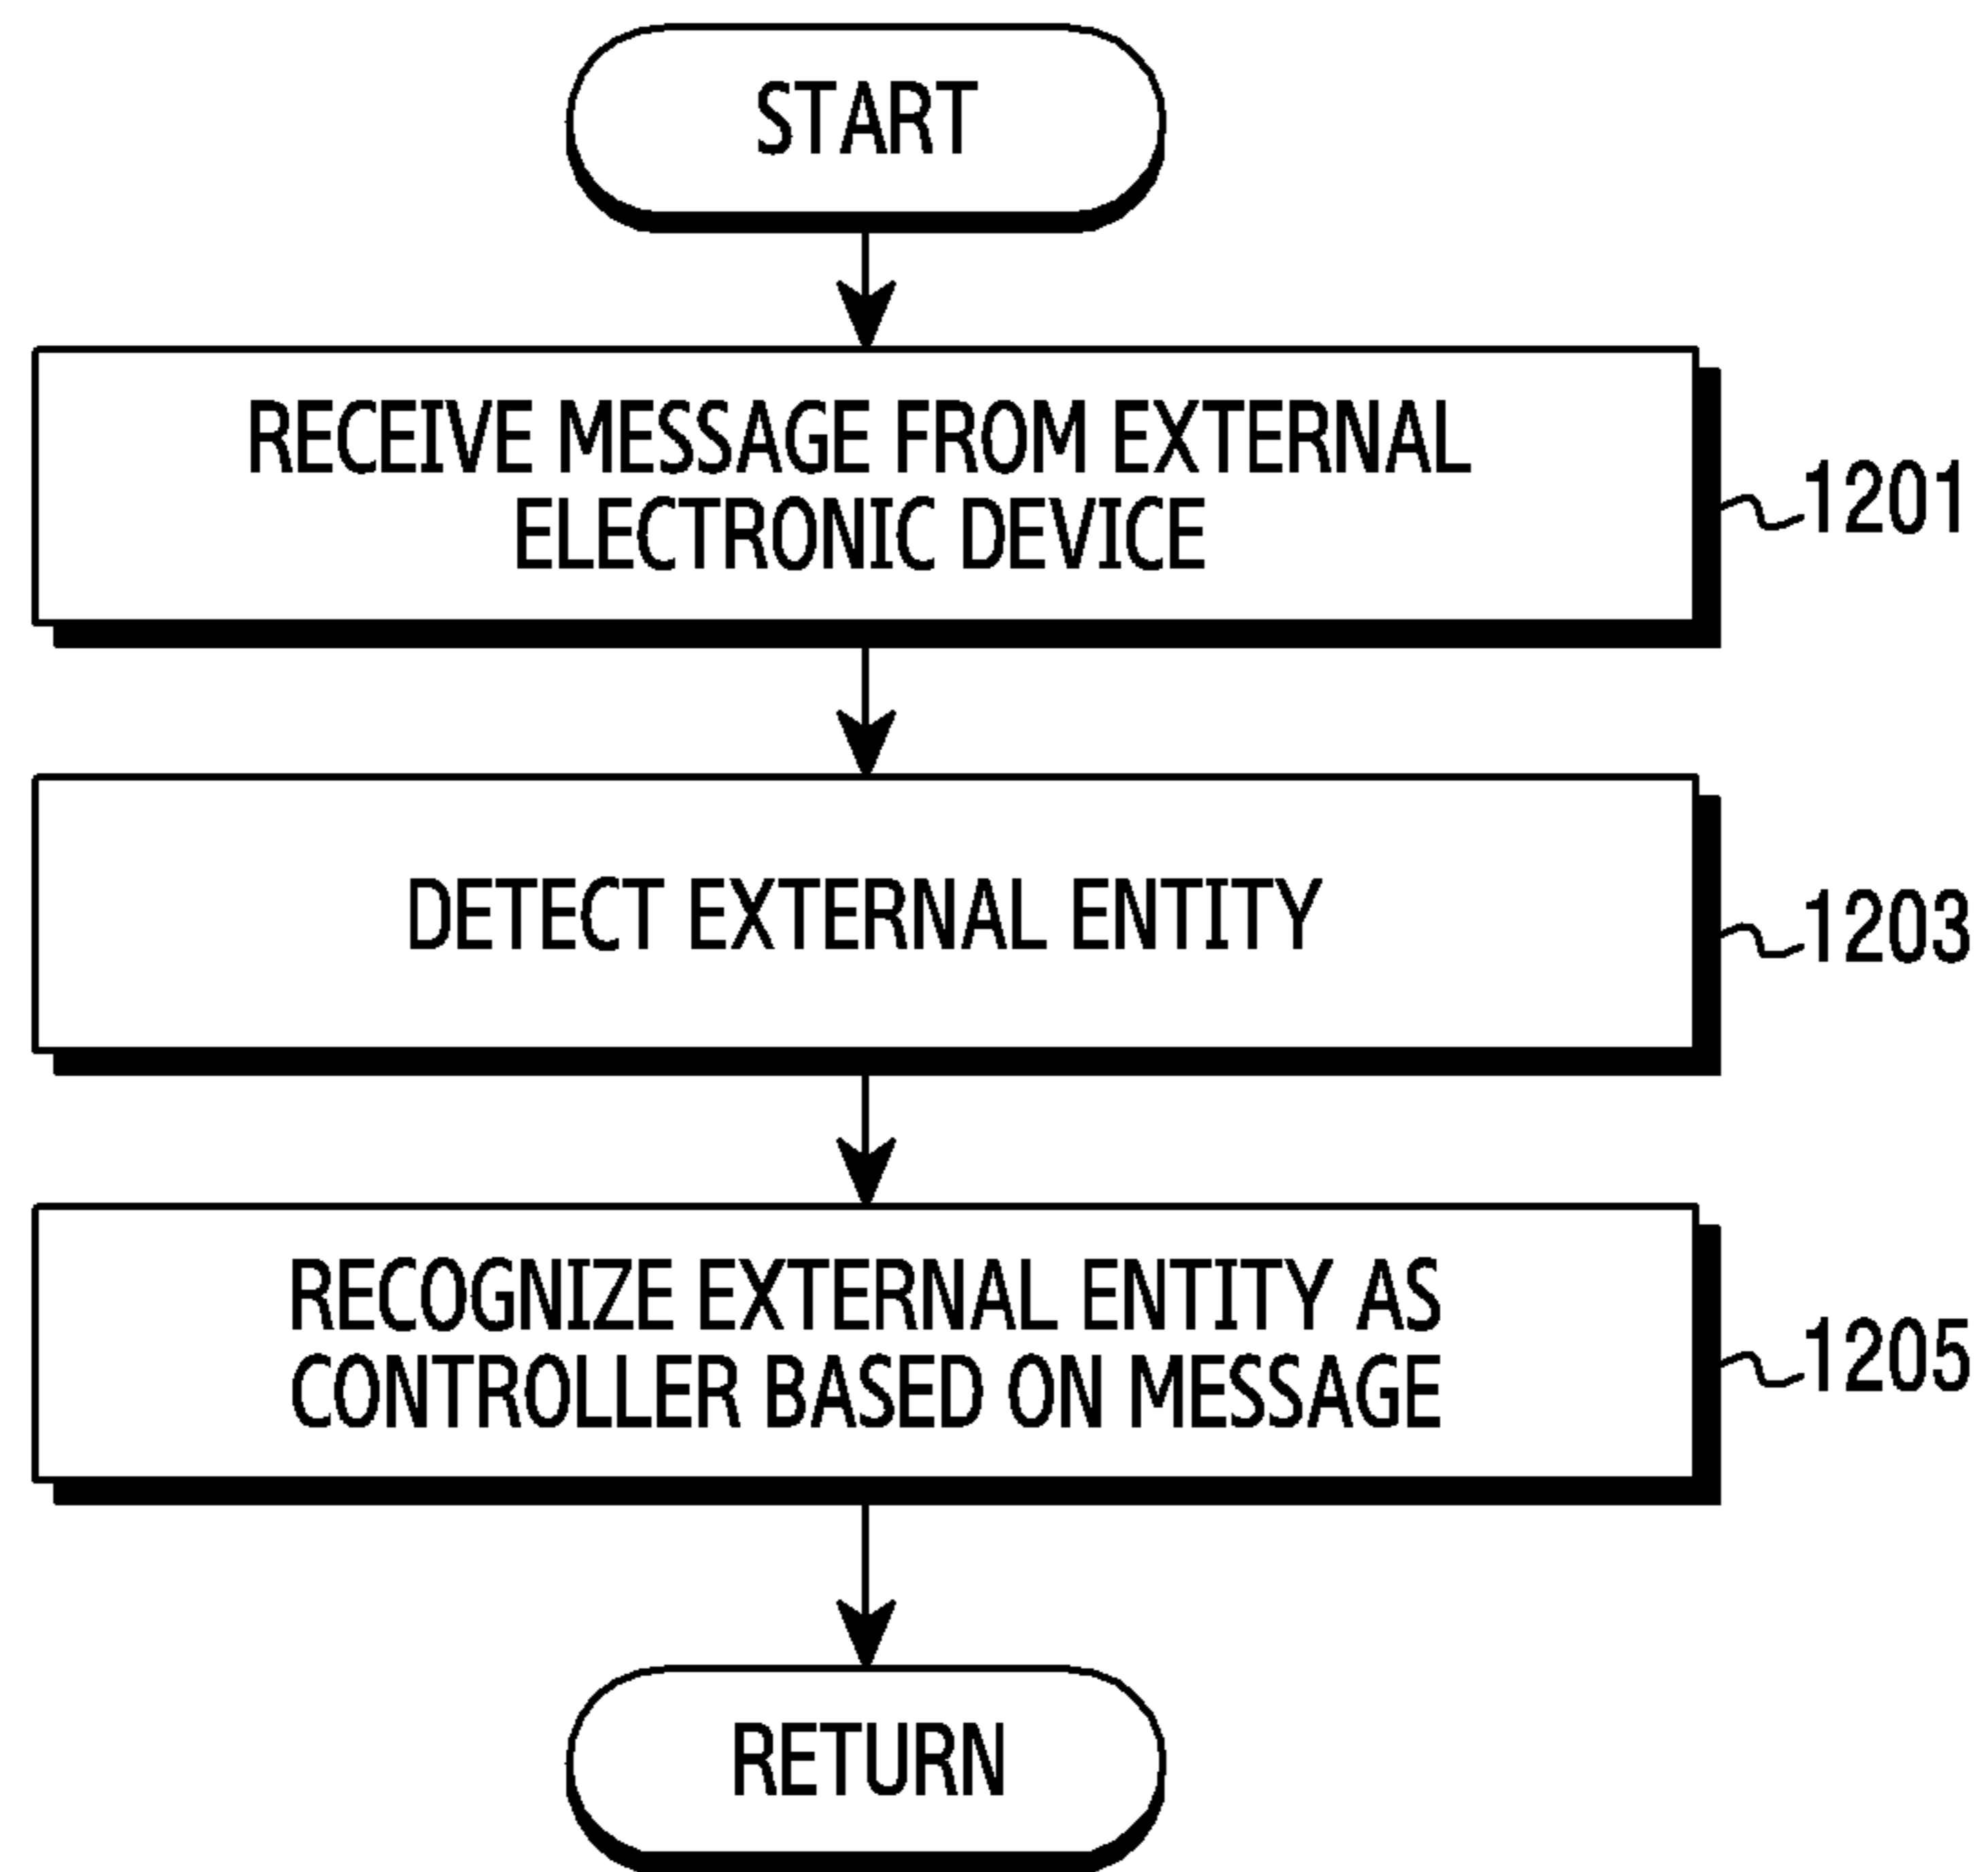 START
RECEIVE MESSAGE FROM EXTERNAL
ELECTRONIC DEVICE
1201
DETECT EXTERNAL ENTITY
1203
RECOGNIZE EXTERNAL ENTITY AS
CONTROLLER BASED ON MESSAGE
1205
RETURN